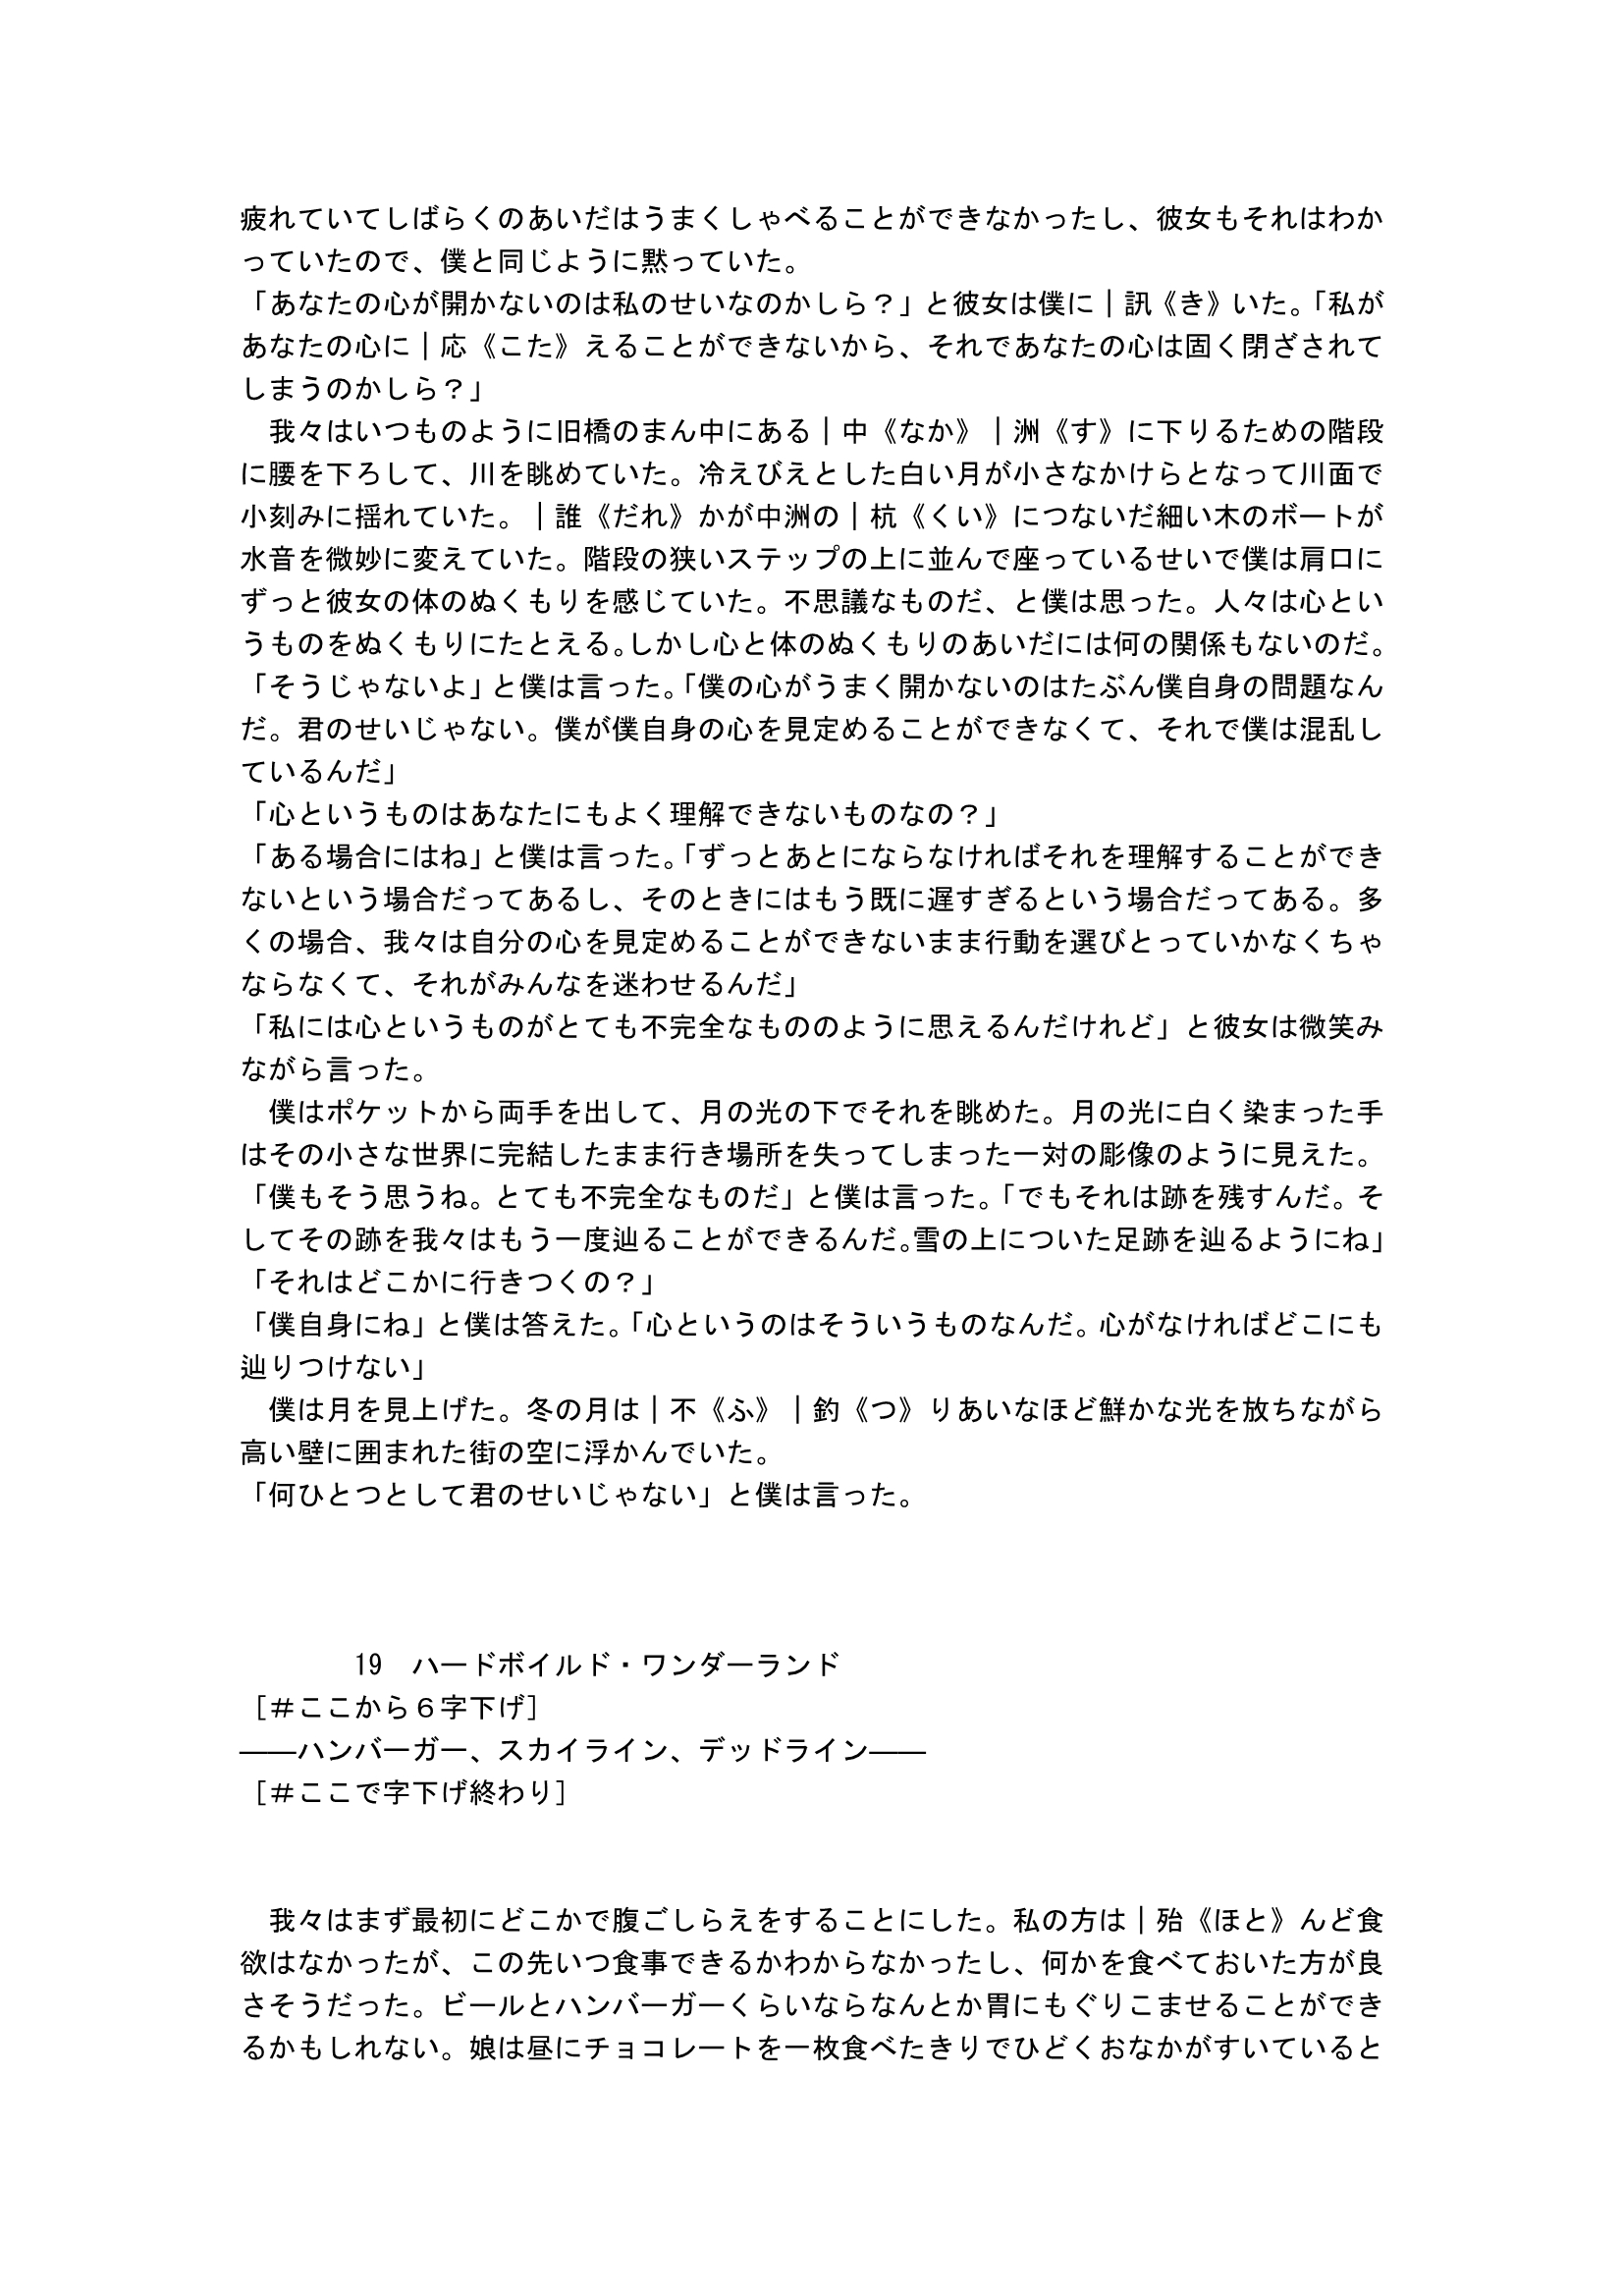 疲れていてしばらくのあいだはうまくしゃべることができなかったし、彼女もそれはわか
っていたので、僕と同じように黙っていた。
「あなたの心が開かないのは私のせいなのかしら？」と彼女は僕に｜訊《き》いた。「私が
あなたの心に｜応《こた》えることができないから、それであなたの心は固く閉ざされて
しまうのかしら？」
　我々はいつものように旧橋のまん中にある｜中《なか》｜洲《す》に下りるための階段
に腰を下ろして、川を眺めていた。冷えびえとした白い月が小さなかけらとなって川面で
小刻みに揺れていた。｜誰《だれ》かが中洲の｜杭《くい》につないだ細い木のボートが
水音を微妙に変えていた。階段の狭いステップの上に並んで座っているせいで僕は肩口に
ずっと彼女の体のぬくもりを感じていた。不思議なものだ、と僕は思った。人々は心とい
うものをぬくもりにたとえる。しかし心と体のぬくもりのあいだには何の関係もないのだ。
「そうじゃないよ」と僕は言った。「僕の心がうまく開かないのはたぶん僕自身の問題なん
だ。君のせいじゃない。僕が僕自身の心を見定めることができなくて、それで僕は混乱し
ているんだ」
「心というものはあなたにもよく理解できないものなの？」
「ある場合にはね」と僕は言った。「ずっとあとにならなければそれを理解することができ
ないという場合だってあるし、そのときにはもう既に遅すぎるという場合だってある。多
くの場合、我々は自分の心を見定めることができないまま行動を選びとっていかなくちゃ
ならなくて、それがみんなを迷わせるんだ」
「私には心というものがとても不完全なもののように思えるんだけれど」と彼女は微笑み
ながら言った。
　僕はポケットから両手を出して、月の光の下でそれを眺めた。月の光に白く染まった手
はその小さな世界に完結したまま行き場所を失ってしまった一対の彫像のように見えた。
「僕もそう思うね。とても不完全なものだ」と僕は言った。「でもそれは跡を残すんだ。そ
してその跡を我々はもう一度辿ることができるんだ。雪の上についた足跡を辿るようにね」
「それはどこかに行きつくの？」
「僕自身にね」と僕は答えた。「心というのはそういうものなんだ。心がなければどこにも
辿りつけない」
　僕は月を見上げた。冬の月は｜不《ふ》｜釣《つ》りあいなほど鮮かな光を放ちながら
高い壁に囲まれた街の空に浮かんでいた。
「何ひとつとして君のせいじゃない」と僕は言った。
19　ハードボイルド・ワンダーランド
［＃ここから６字下げ］
――ハンバーガー、スカイライン、デッドライン――
［＃ここで字下げ終わり］
　我々はまず最初にどこかで腹ごしらえをすることにした。私の方は｜殆《ほと》んど食
欲はなかったが、この先いつ食事できるかわからなかったし、何かを食べておいた方が良
さそうだった。ビールとハンバーガーくらいならなんとか胃にもぐりこませることができ
るかもしれない。娘は昼にチョコレートを一枚食べたきりでひどくおなかがすいていると